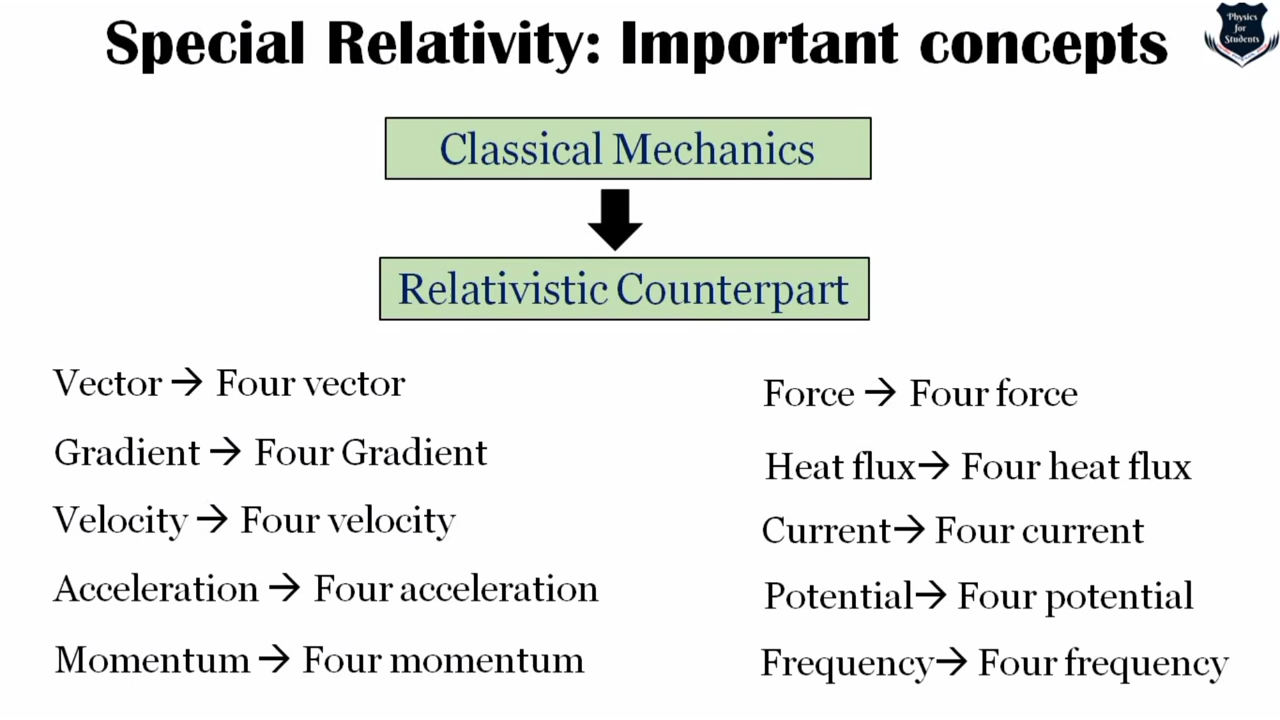 Special Relativity: Important concepts
Physics
for
Students
Classical Mechanics
Relativistic Counterpart
Vector → Four vector
Gradient → Four Gradient
Velocity → Four velocity
Acceleration → Four acceleration
Momentum → Four momentum
Force → Four force
Heat flux→ Four heat flux
Current→ Four current
Potential→ Four potential
Frequency→ Four frequency